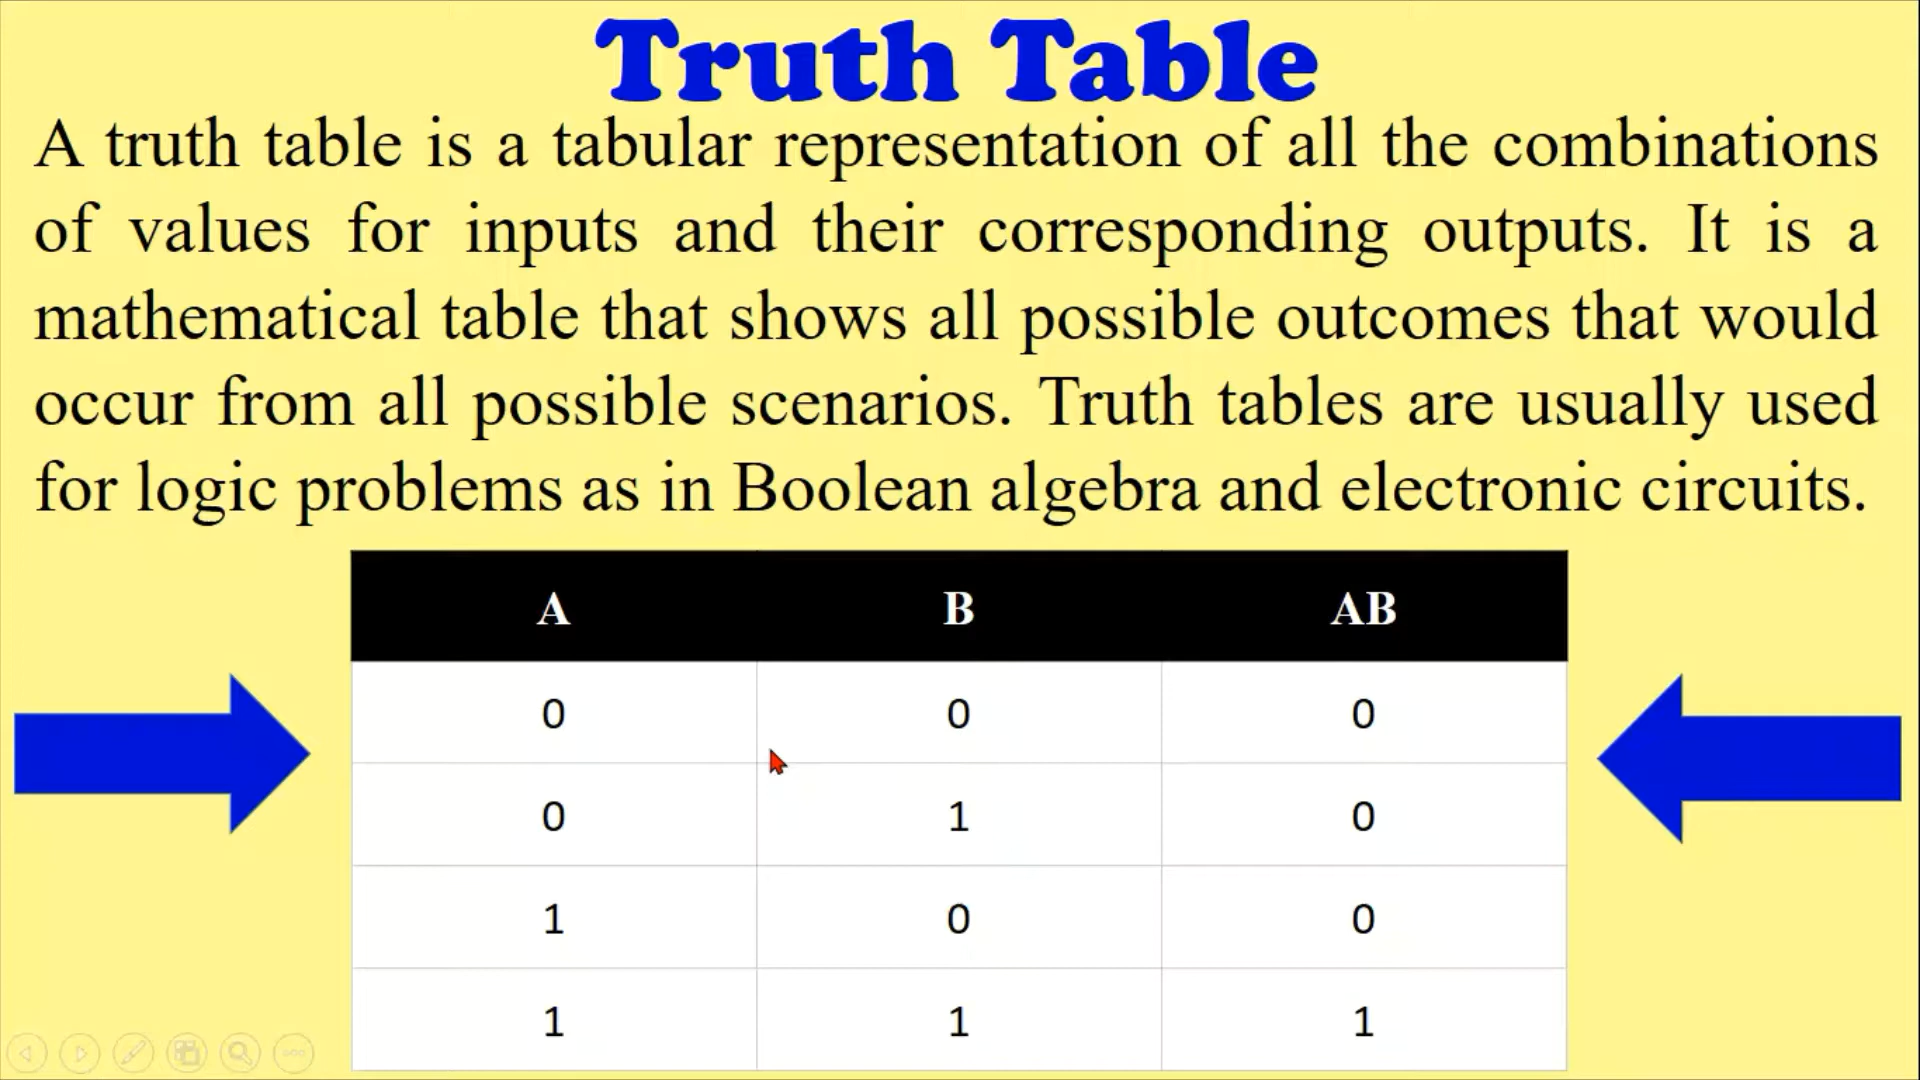 Truth Table
A truth table is a tabular representation of all the combinations
of values for inputs and their corresponding outputs. It is a
mathematical table that shows all possible outcomes that would
occur from all possible scenarios. Truth tables are usually used
for logic problems as in Boolean algebra and electronic circuits.
A B AB
0 0 0
0 1 0
1 0 0
1 1 1